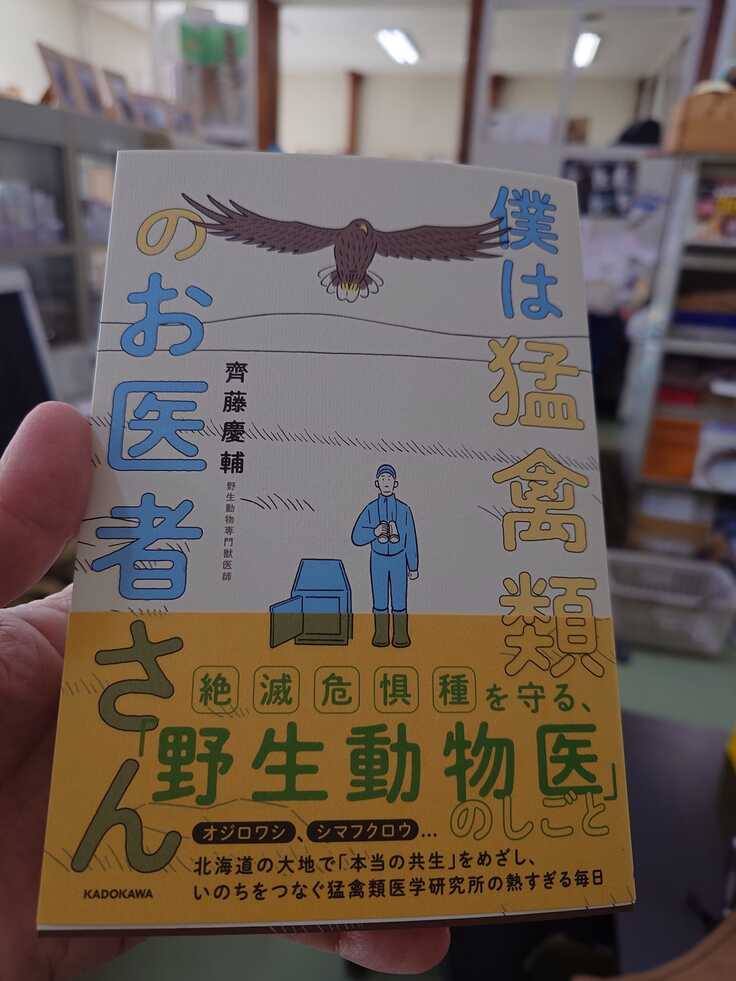 僕は猛禽類
のお医者さん
齊藤慶輔
野生動物専門獣医師
絶滅危惧種を守る、
「野生動物医」
のしごと
オジロワシ、シマフクロウ…
北海道の大地で「本当の共生」をめざし、
いのちをつなぐ猛禽類医学研究所の熱すぎる毎日
KADOKAWA